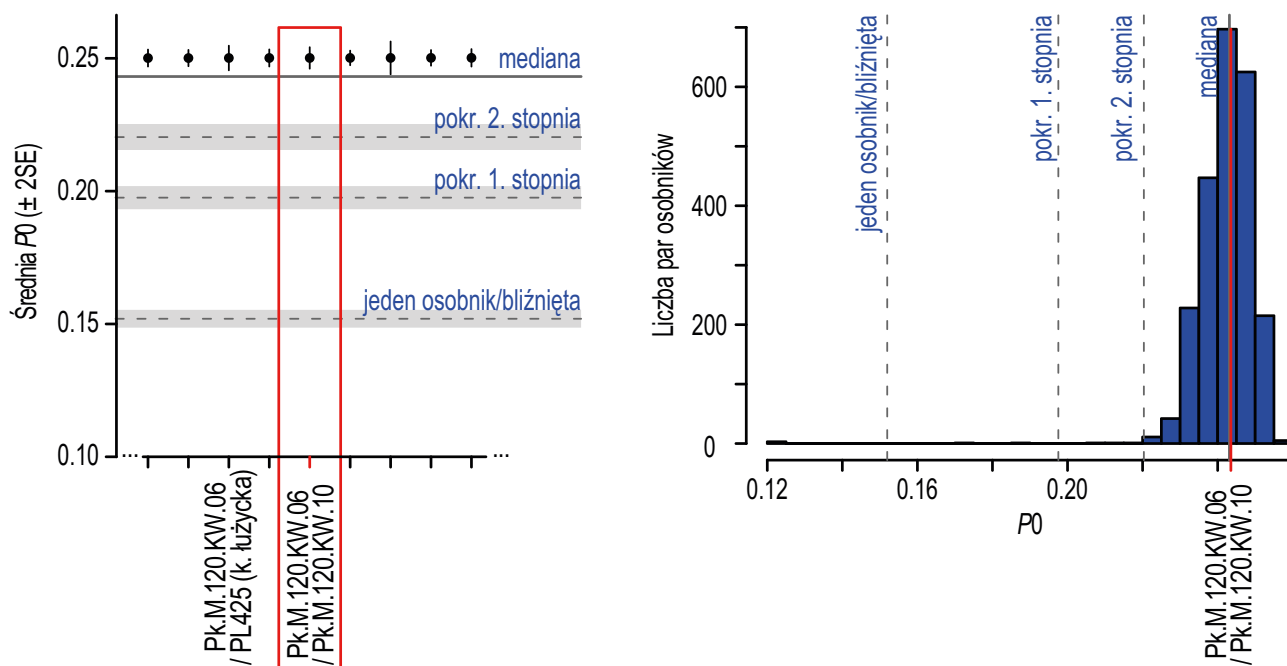 Średnia P0 (± 2SE)
0.25
0.20
0.15
0.10
mediana
pokr. 2. stopnia
pokr. 1. stopnia
jeden osobnik/bliźnięta
...
...
Pk.M.120.KW.06
/ PL425 (k. łużycka)
Pk.M.120.KW.06
/ Pk.M.120.KW.10
Liczba par osobników
600
400
200
0
jeden osobnik/bliźnięta
pokr. 1. stopnia
pokr. 2. stopnia
mediana
0.12
0.16
0.20
P0
Pk.M.120.KW.06
/ Pk.M.120.KW.10